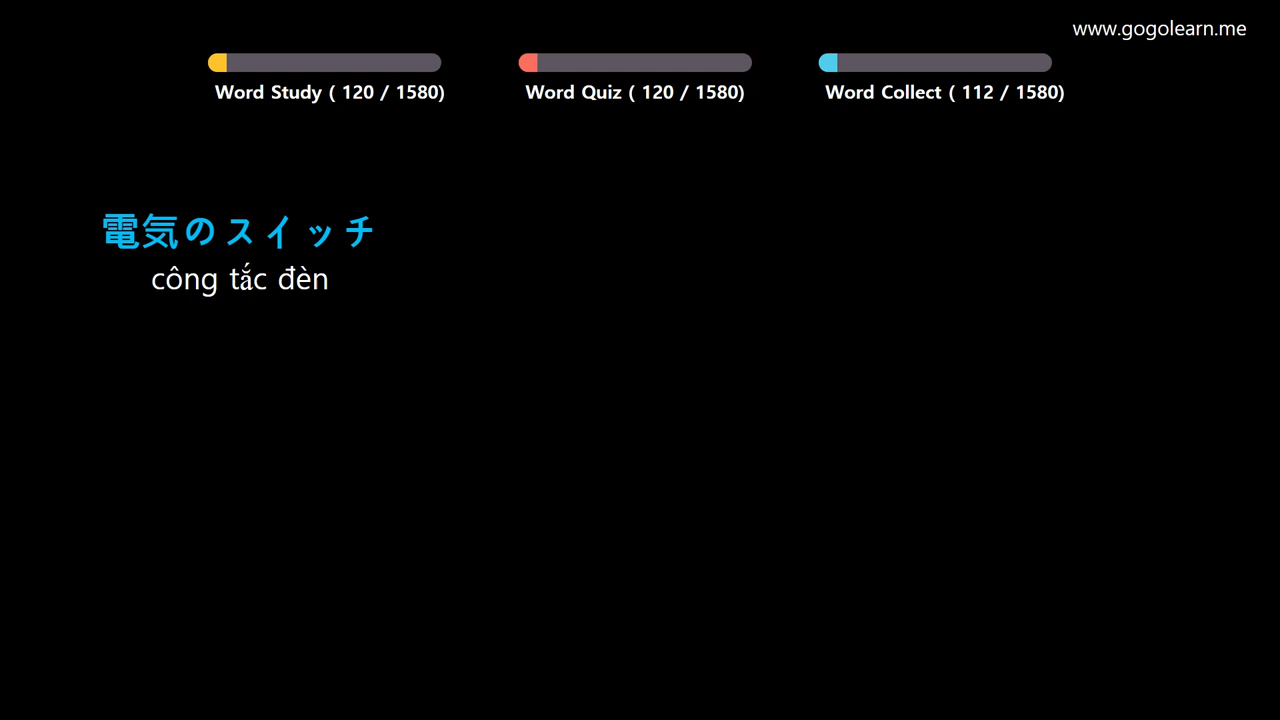 www.gogolearn.me
Word Study ( 120 / 1580)
Word Quiz ( 120 / 1580)
Word Collect ( 112 / 1580)
電気のスイッチ
công tắc đèn